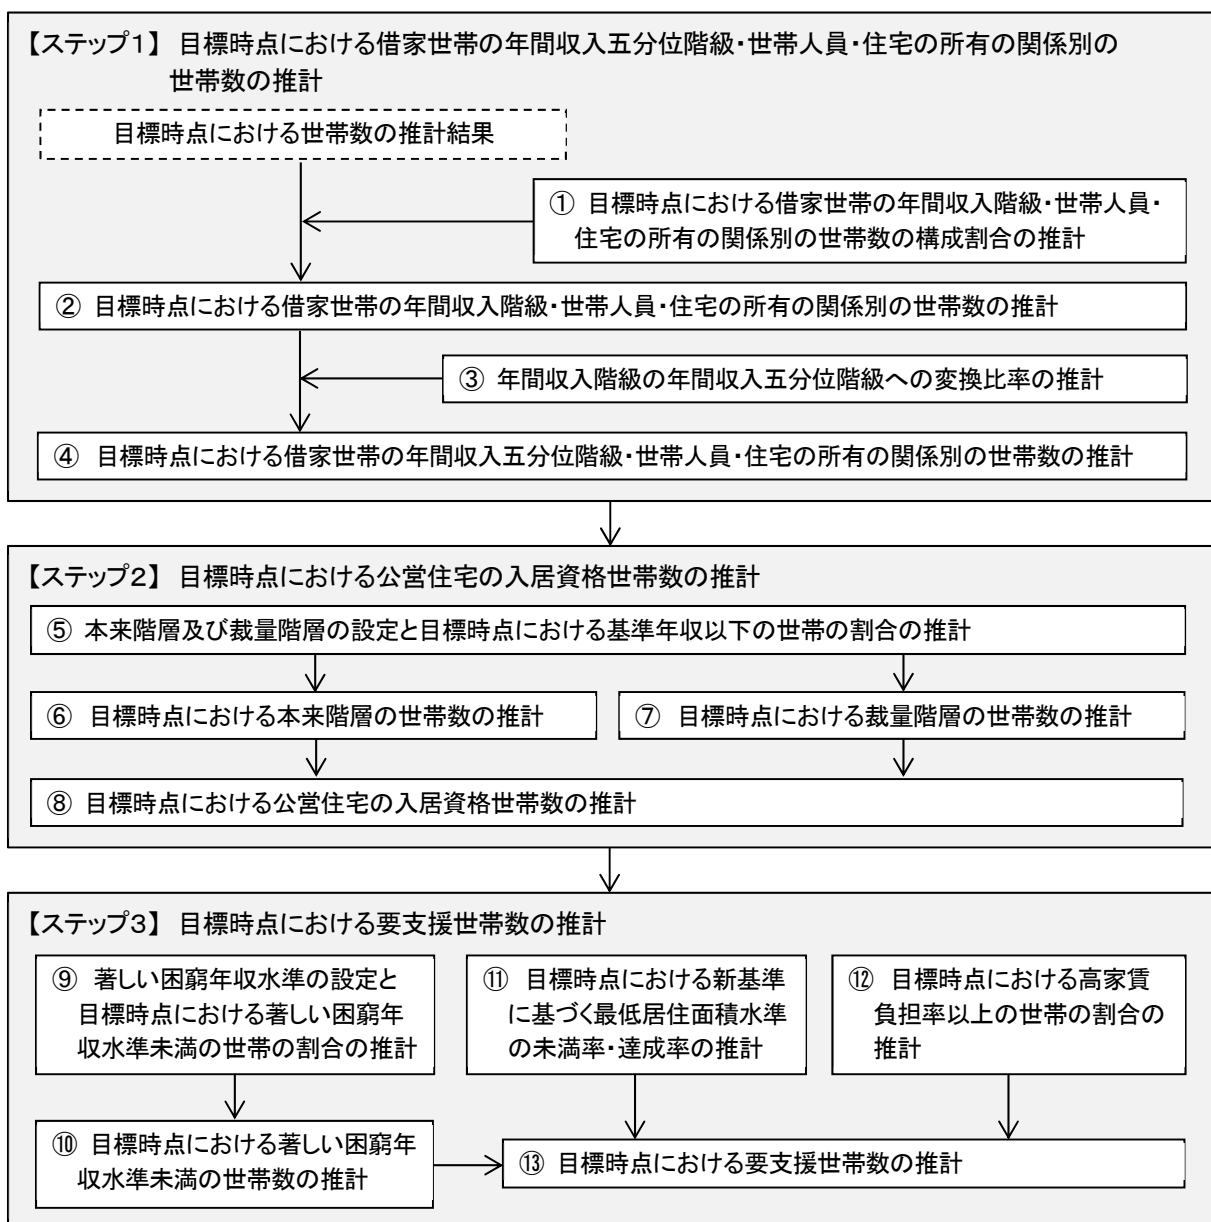 【ステップ1】 目標時点における借家世帯の年間収入五分位階級・世帯人員・住宅の所有の関係別の
世帯数の推計
目標時点における世帯数の推計結果
① 目標時点における借家世帯の年間収入階級・世帯人員・
住宅の所有の関係別の世帯数の構成割合の推計
② 目標時点における借家世帯の年間収入階級・世帯人員・住宅の所有の関係別の世帯数の推計
③ 年間収入階級の年間収入五分位階級への変換比率の推計
④ 目標時点における借家世帯の年間収入五分位階級・世帯人員・住宅の所有の関係別の世帯数の推計
【ステップ2】 目標時点における公営住宅の入居資格世帯数の推計
⑤ 本来階層及び裁量階層の設定と目標時点における基準年収以下の世帯の割合の推計
⑥ 目標時点における本来階層の世帯数の推計
⑦ 目標時点における裁量階層の世帯数の推計
⑧ 目標時点における公営住宅の入居資格世帯数の推計
【ステップ3】 目標時点における要支援世帯数の推計
⑨ 著しい困窮年収水準の設定と
目標時点における著しい困窮年
収水準未満の世帯の割合の推計
⑪ 目標時点における新基準
に基づく最低居住面積水準
の未満率・達成率の推計
⑫ 目標時点における高家賃
負担率以上の世帯の割合の
推計
⑩ 目標時点における著しい困窮年
収水準未満の世帯数の推計
⑬ 目標時点における要支援世帯数の推計